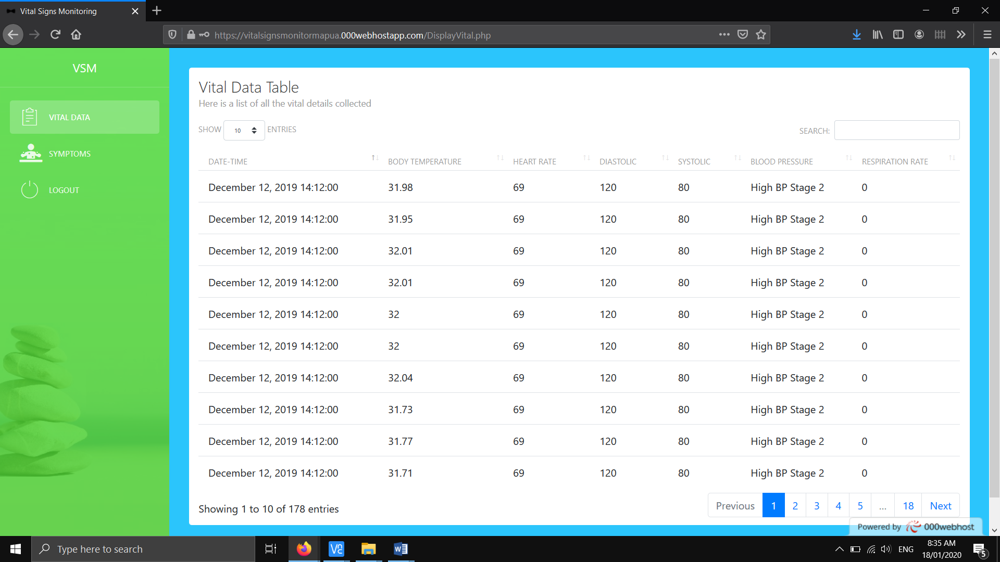 Vital Signs Monitoring
https://vitalsignsmonitormapua.000webhostapp.com/DisplayVital.php
VSM
VITAL DATA
SYMPTOMS
LOGOUT
Vital Data Table
Here is a list of all the vital details collected
SHOW 10 ENTRIES SEARCH:
DATE-TIME BODY TEMPERATURE HEART RATE DIASTOLIC SYSTOLIC BLOOD PRESSURE RESPIRATION RATE
December 12, 2019 14:12:00 31.98 69 120 80 High BP Stage 2 0
December 12, 2019 14:12:00 31.95 69 120 80 High BP Stage 2 0
December 12, 2019 14:12:00 32.01 69 120 80 High BP Stage 2 0
December 12, 2019 14:12:00 32.01 69 120 80 High BP Stage 2 0
December 12, 2019 14:12:00 32 69 120 80 High BP Stage 2 0
December 12, 2019 14:12:00 32 69 120 80 High BP Stage 2 0
December 12, 2019 14:12:00 32.04 69 120 80 High BP Stage 2 0
December 12, 2019 14:12:00 31.73 69 120 80 High BP Stage 2 0
December 12, 2019 14:12:00 31.77 69 120 80 High BP Stage 2 0
December 12, 2019 14:12:00 31.71 69 120 80 High BP Stage 2 0
Showing 1 to 10 of 178 entries
Previous 1 2 3 4 5 ... 18 Next
Powered by 000webhost
Type here to search
ENG
8:35 AM
18/01/2020
5